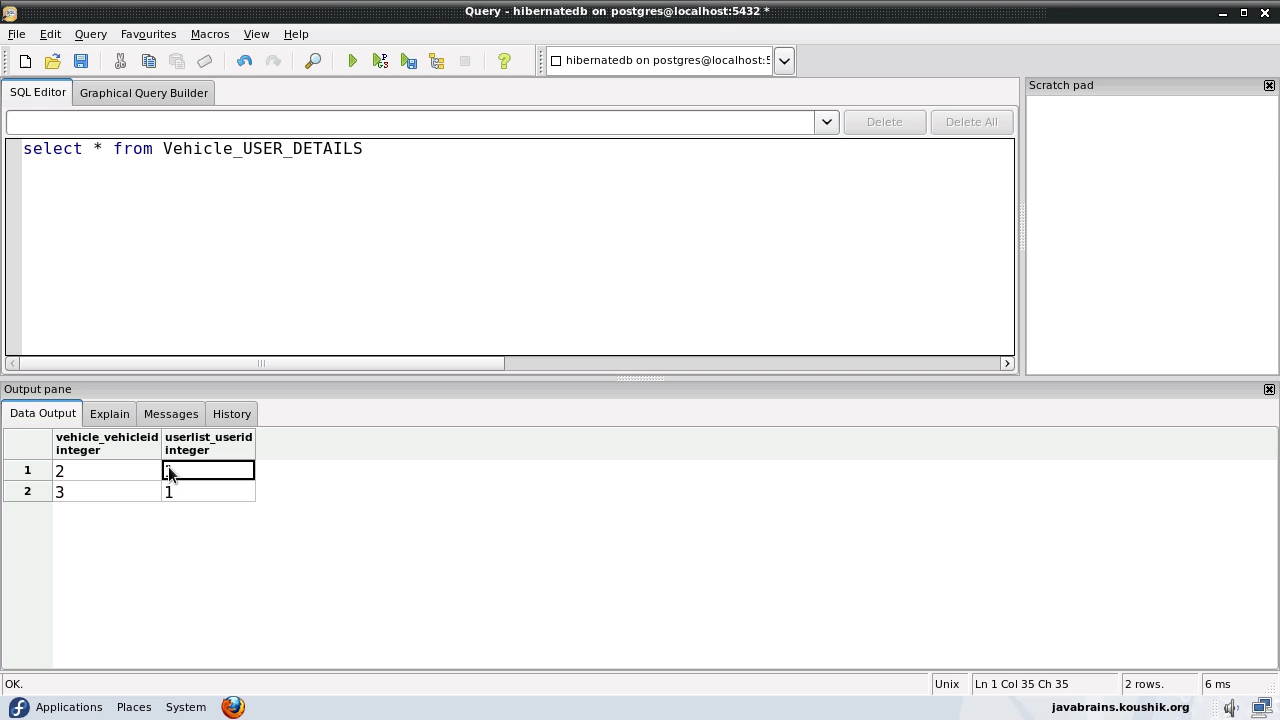 Query - hibernatedb on postgres@localhost:5432 *
File Edit Query Favourites Macros View Help
hibernatedb on postgres@localhost:5
SQL Editor Graphical Query Builder
Scratch pad
Delete Delete All
select * from Vehicle_USER_DETAILS
Output pane
Data Output Explain Messages History
vehicle_vehicleid userlist_userid
integer integer
1 2
2 3 1
OK. Unix Ln 1 Col 35 Ch 35 2 rows. 6 ms
Applications Places System javabrains.koushik.org